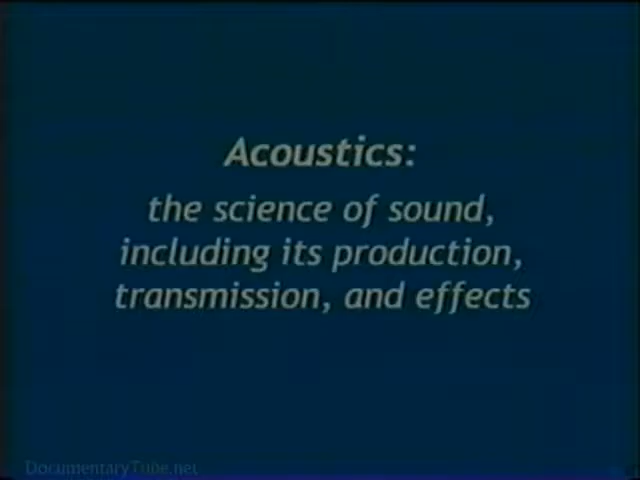 Acoustics:
the science of sound,
including its production,
transmission, and effects
DocumentaryTube.net